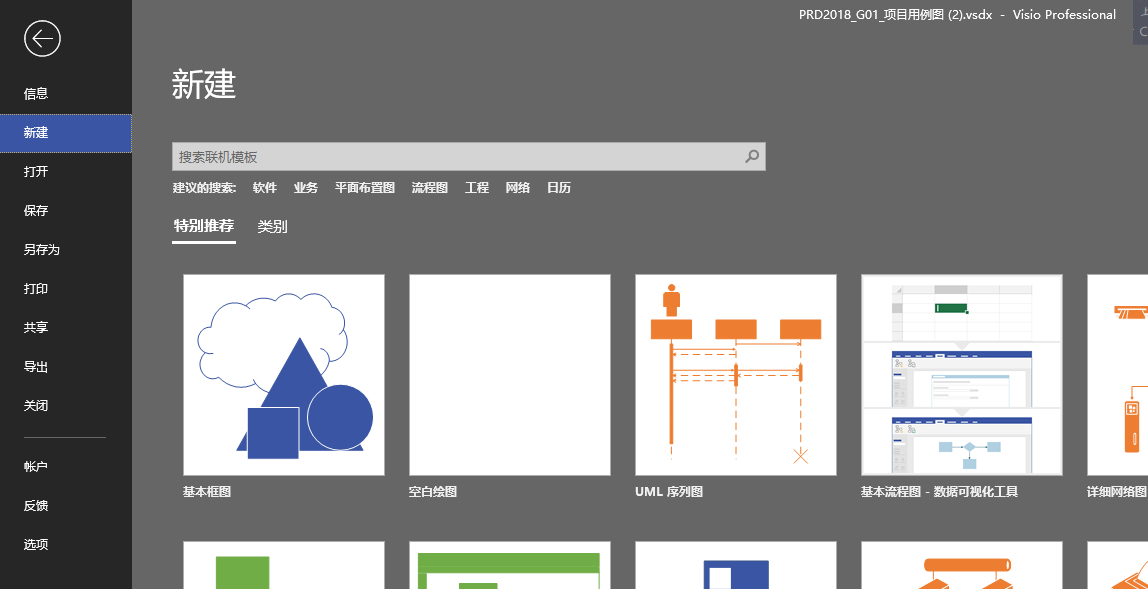 PRD2018_G01_项目用例图 (2).vsdx - Visio Professional
信息
新建
打开
保存
另存为
打印
共享
导出
关闭
帐户
反馈
选项
新建
搜索联机模板
建议的搜索: 软件 业务 平面布置图 流程图 工程 网络 日历
特别推荐 类别
基本框图 空白绘图 UML 序列图 基本流程图 - 数据可视化工具 详细网络图